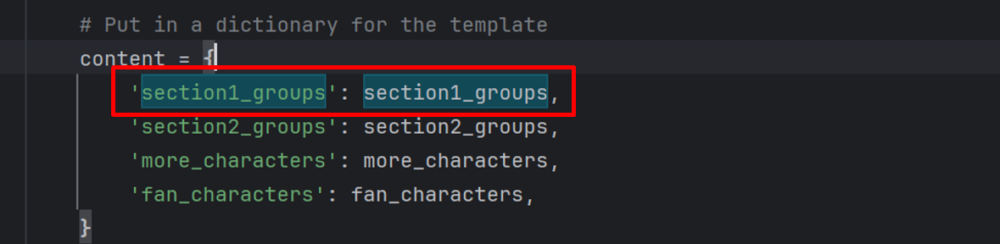 # Put in a dictionary for the template
content = {
'section1_groups': section1_groups,
'section2_groups': section2_groups,
'more_characters': more_characters,
'fan_characters': fan_characters,
}